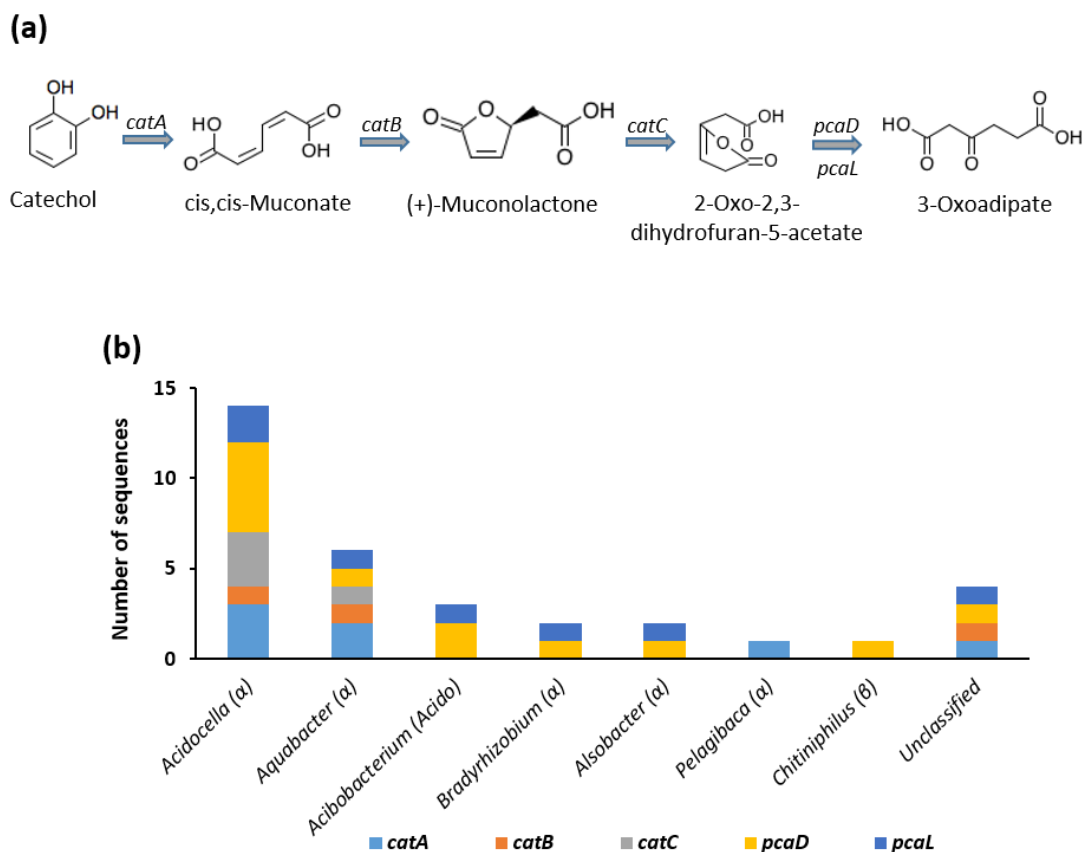 (a)
OH
OH
Catechol
catA
HO
O
O
OH
cis,cis-Muconate
catB
O
O
OH
O
(+)-Muconolactone
catC
OH
O
O
O
2-Oxo-2,3-
dihydrofuran-5-acetate
pcaD
pcaL
HO
O
O
O
OH
3-Oxoadipate
(b)
Number of sequences
15
10
5
0
Acidocella (α)
Aquabacter (α)
Acibobacterium (Acido)
Bradyrhizobium (α)
Alsobacter (α)
Pelagibaca (α)
Chitiniphilus (β)
Unclassified
catA catB catC pcaD pcaL